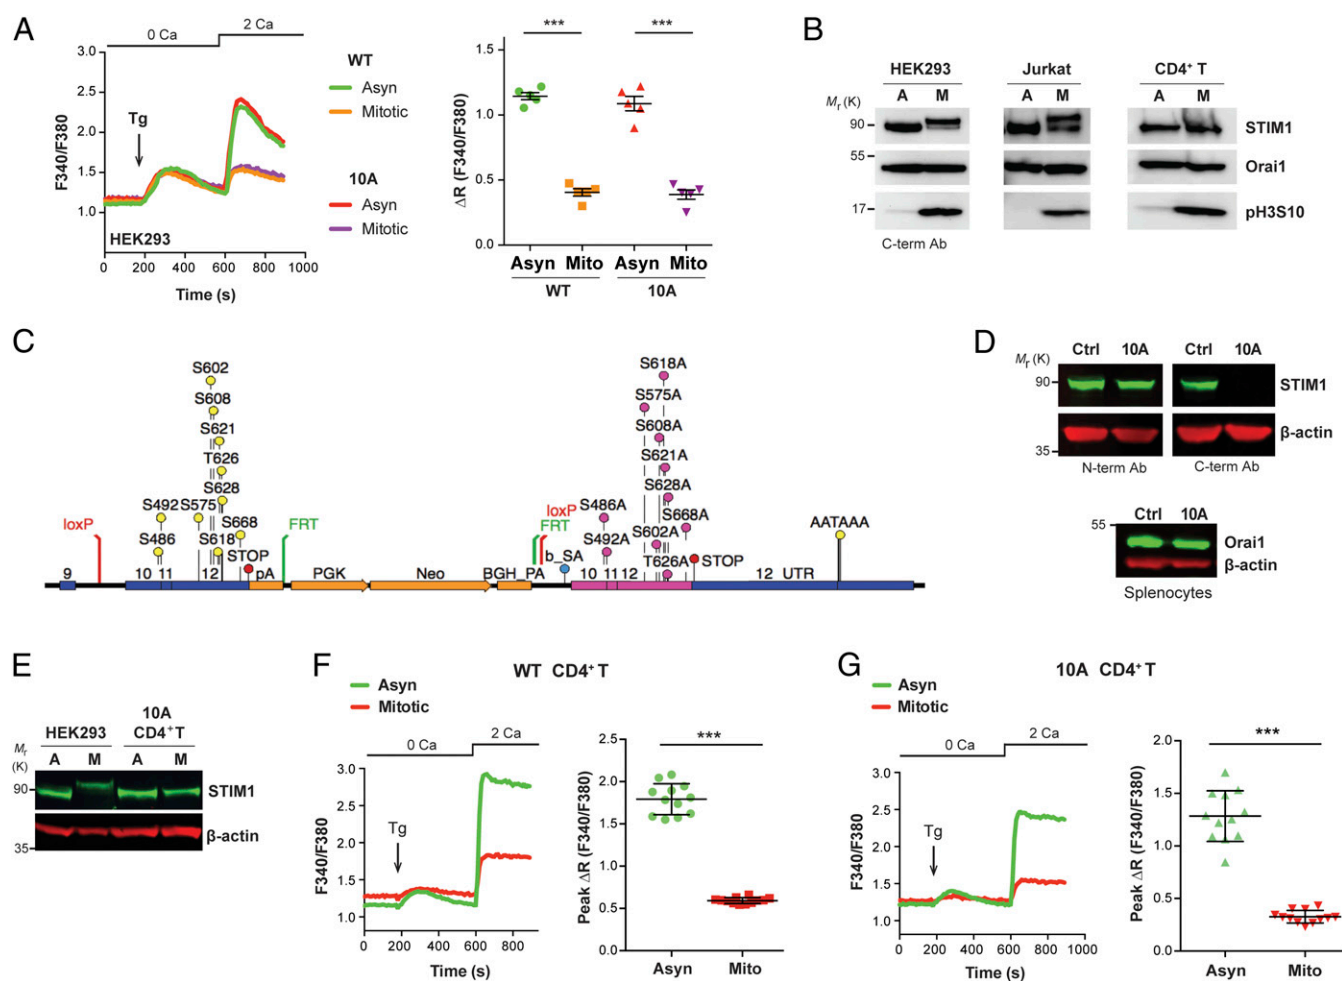 A
0 Ca
2 Ca
3.0
2.5
2.0
1.5
1.0
F340/F380
Tg
HEK293
0 200 400 600 800 1000
Time (s)
WT
Asyn
Mitotic
10A
Asyn
Mitotic
*** ***
1.5
1.0
0.5
0.0
ΔR (F340/F380)
Asyn Mito Asyn Mito
WT 10A
B
HEK293 Jurkat CD4+ T
Mr (K) A M A M A M
90 STIM1
55 Orai1
17 pH3S10
C-term Ab
C
S602
S608
S621
T626
S628
S492 S575
S668
S486 S618
loxP
STOP
FRT
9 10 11 12 pA PGK Neo BGH_PA
S618A
S575A
S608A
S621A
S628A
S486A
S668A
S602A
S492A
T626A
loxP
FRT
b_SA
STOP
AATAAA
10 11 12 12 UTR
D
Ctrl 10A Ctrl 10A
Mr (K)
90 STIM1
β-actin
35
N-term Ab C-term Ab
Ctrl 10A
55 Orai1
β-actin
Splenocytes
E
10A
HEK293 CD4+T
Mr (K) A M A M
90 STIM1
β-actin
35
F
WT CD4+ T
Asyn
Mitotic
0 Ca
2 Ca
3.0
2.5
2.0
1.5
1.0
F340/F380
Tg
0 200 400 600 800
Time (s)
***
2.5
2.0
1.5
1.0
0.5
0.0
Peak ΔR (F340/F380)
Asyn Mito
G
10A CD4+ T
Asyn
Mitotic
0 Ca
2 Ca
3.0
2.5
2.0
1.5
1.0
F340/F380
Tg
0 200 400 600 800 1000
Time (s)
***
2.0
1.5
1.0
0.5
0.0
Peak ΔR (F340/F380)
Asyn Mito